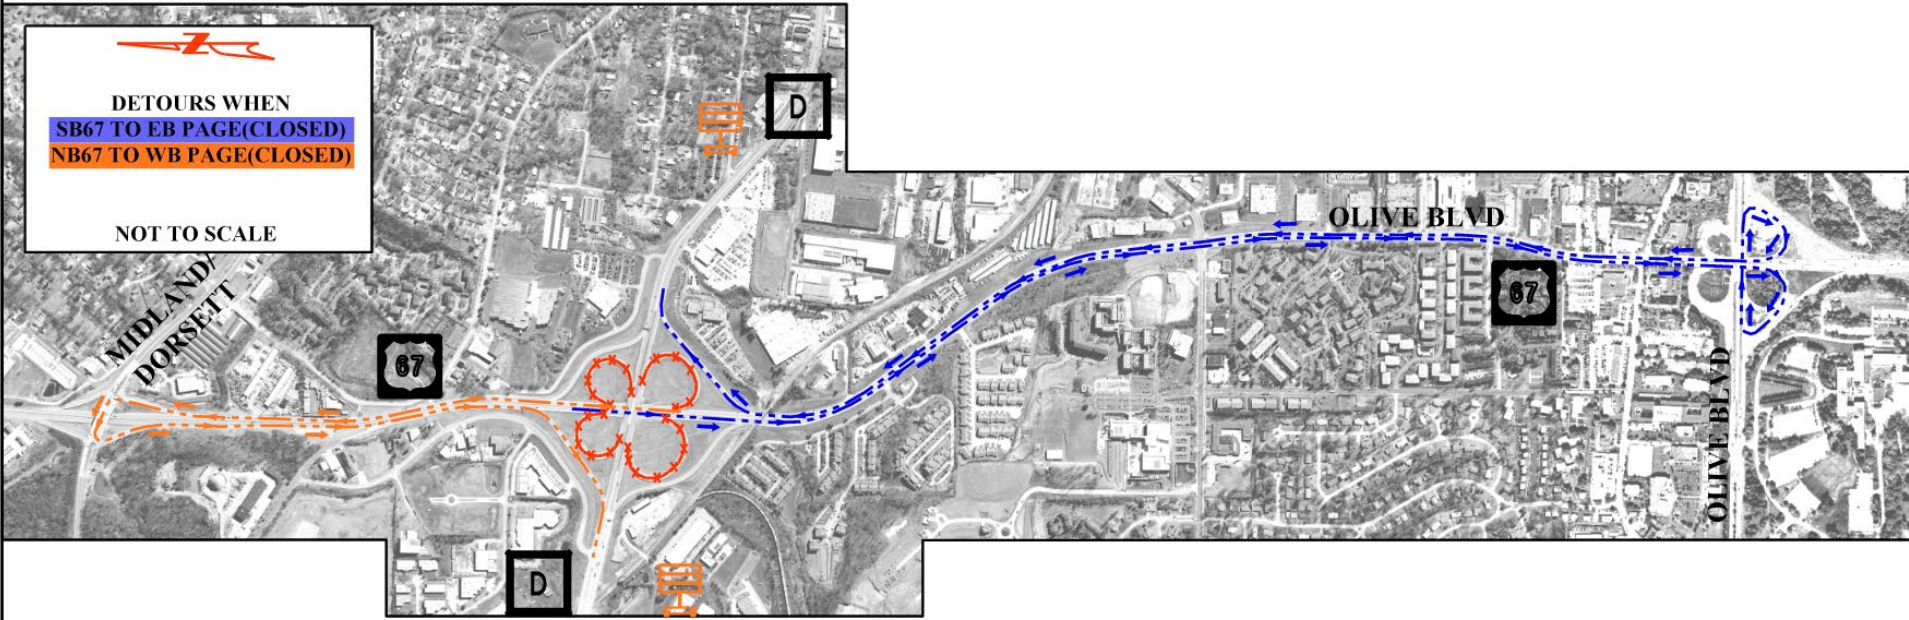 Z
DETOURS WHEN
SB67 TO EB PAGE(CLOSED)
NB67 TO WB PAGE(CLOSED)
NOT TO SCALE
D
OLIVE BLVD
MIDLAND/
DORSETT
67
67
OLIVE BLVD
D